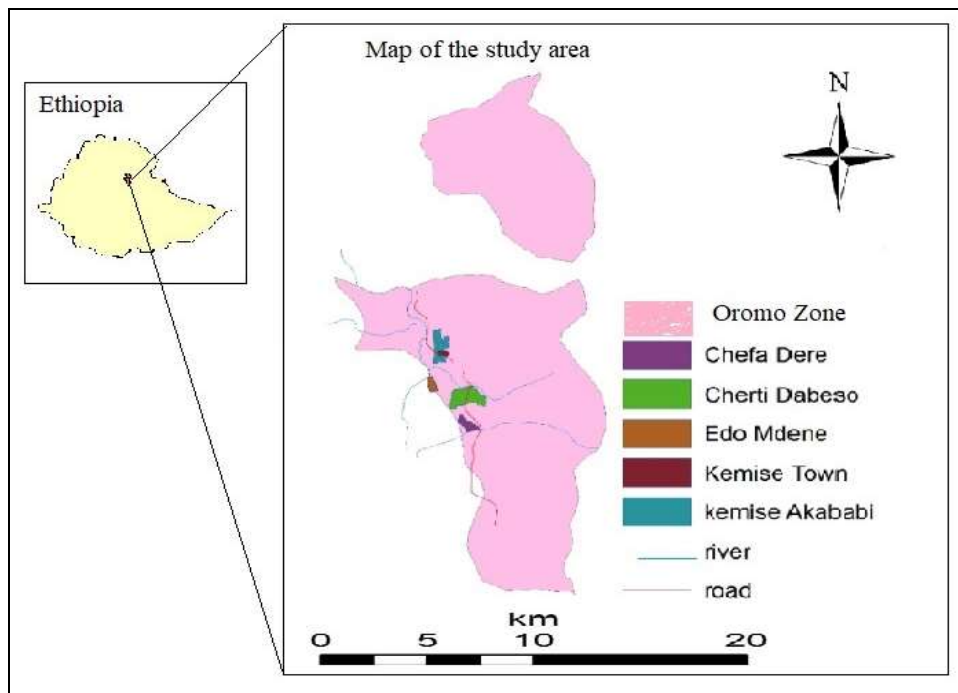 Map of the study area
Ethiopia
N
Oromo Zone
Chefa Dere
Cherti Dabeso
Edo Mdene
Kemise Town
kemise Akababi
river
road
km
0 5 10 20